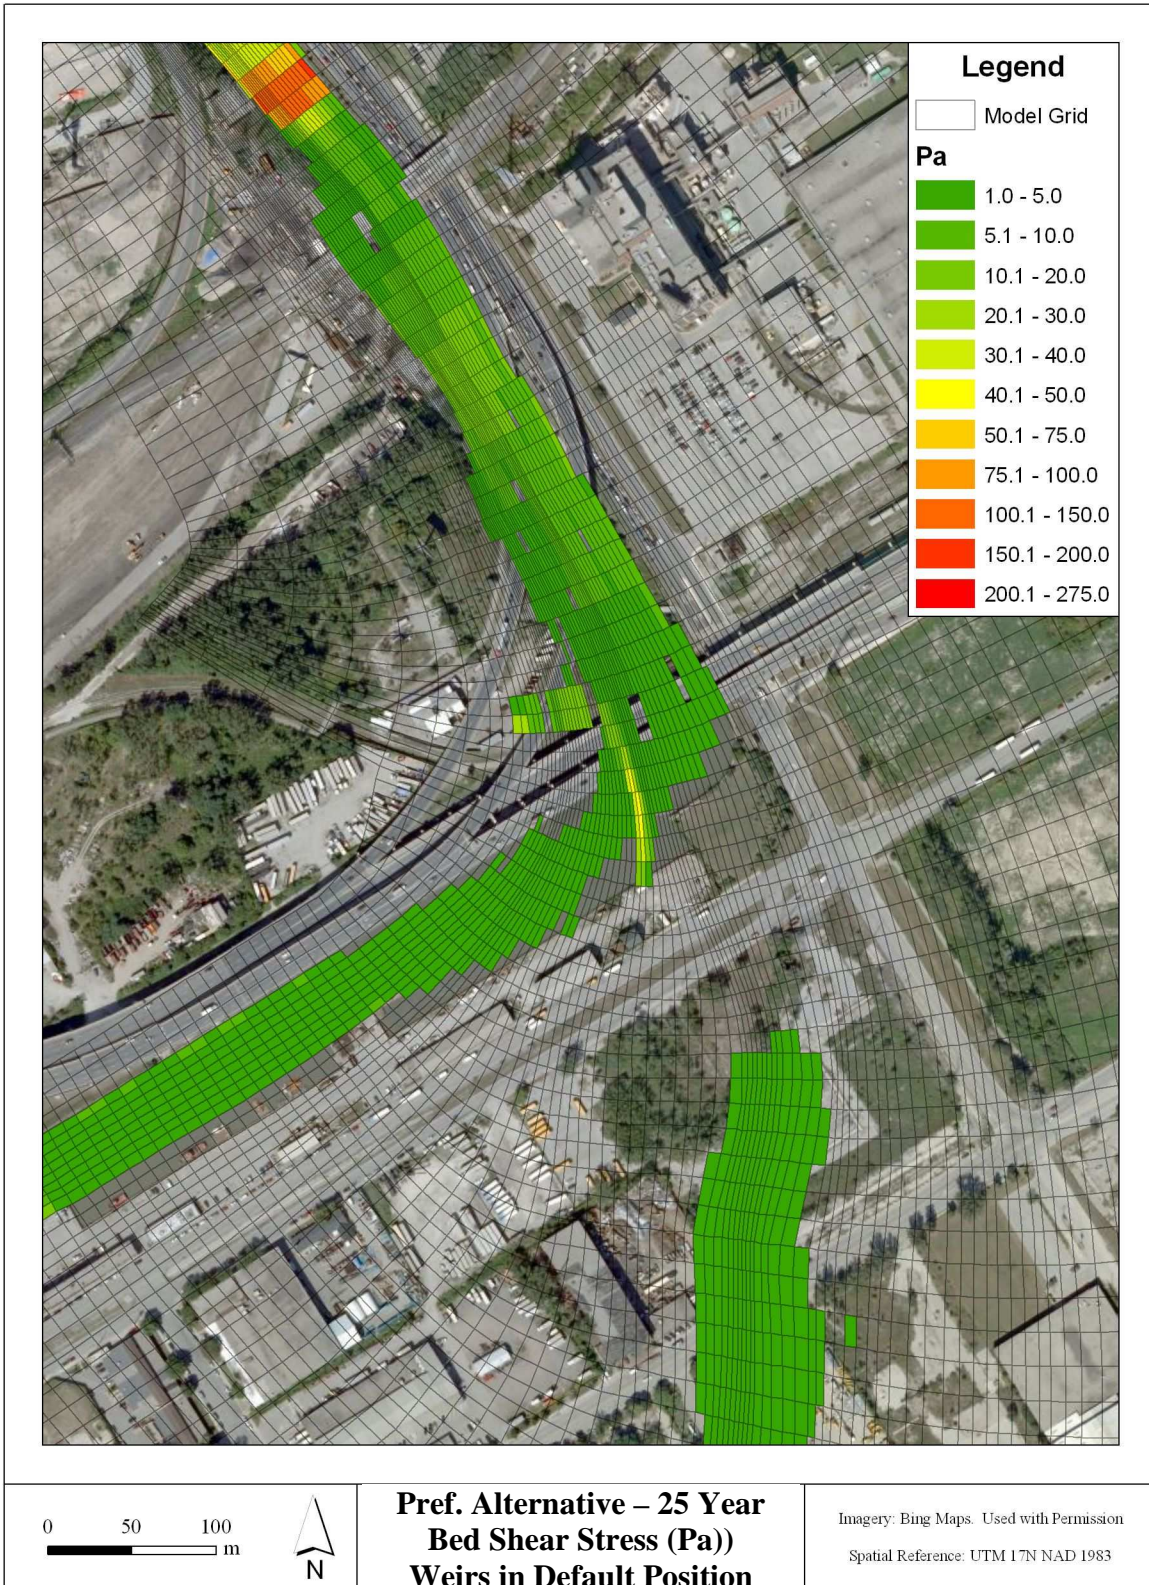 Legend
Model Grid
Pa
1.0 - 5.0
5.1 - 10.0
10.1 - 20.0
20.1 - 30.0
30.1 - 40.0
40.1 - 50.0
50.1 - 75.0
75.1 - 100.0
100.1 - 150.0
150.1 - 200.0
200.1 - 275.0
0 50 100
m
N
Pref. Alternative – 25 Year
Bed Shear Stress (Pa))
Weirs in Default Position
Imagery: Bing Maps. Used with Permission
Spatial Reference: UTM 17N NAD 1983